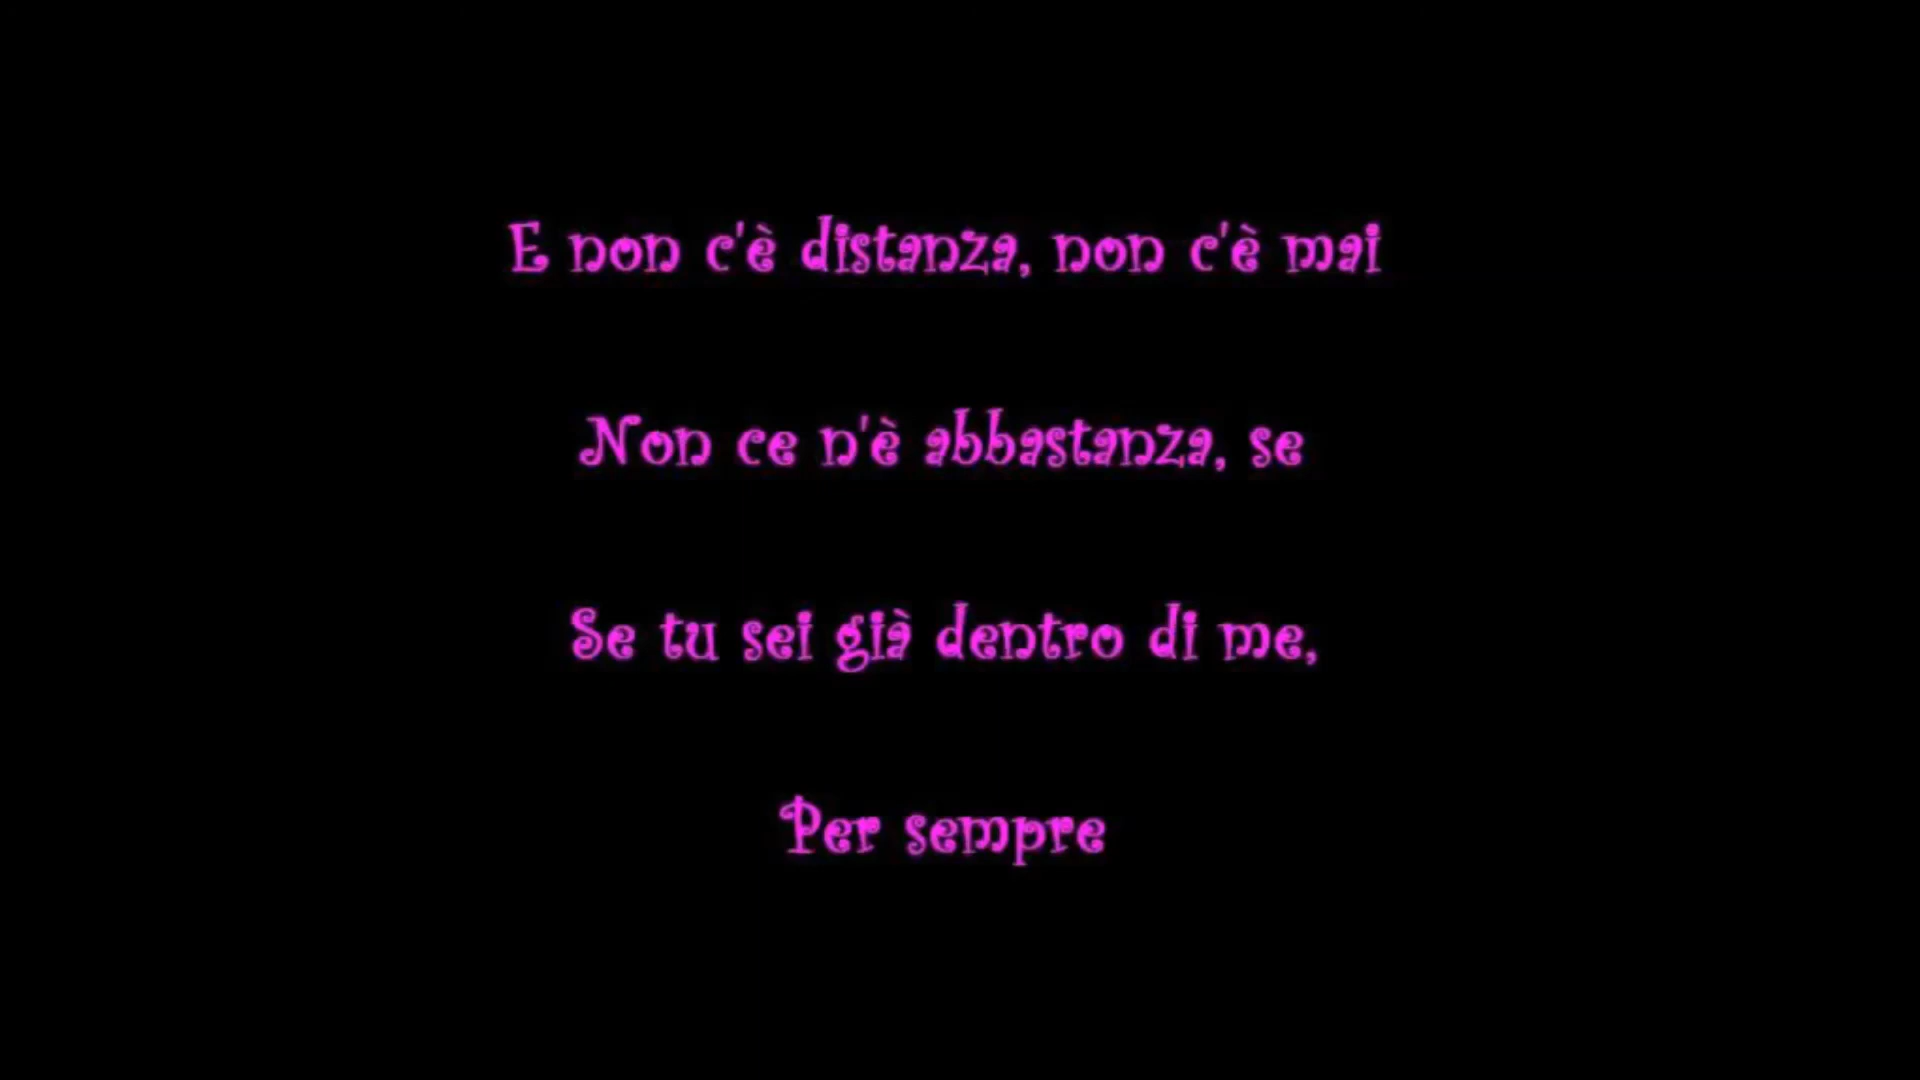 E non c'è distanza, non c'è mai
Non ce n'è abbastanza, se
Se tu sei già dentro di me,
Per sempre